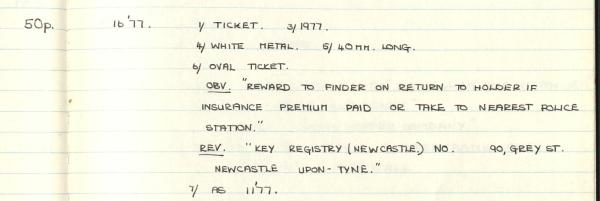 50p. 16'77. 1/ TICKET. 3/1977.
4/ WHITE METAL. 5/ 40MM. LONG.
6/ OVAL TICKET.
OBV. "REWARD TO FINDER ON RETURN TO HOLDER IF
INSURANCE PREMIUM PAID OR TAKE TO NEAREST POLICE
STATION."
REV. "KEY REGISTRY (NEWCASTLE) NO. 90, GREY ST.
NEWCASTLE UPON-TYNE."
7/ AS 11'77.